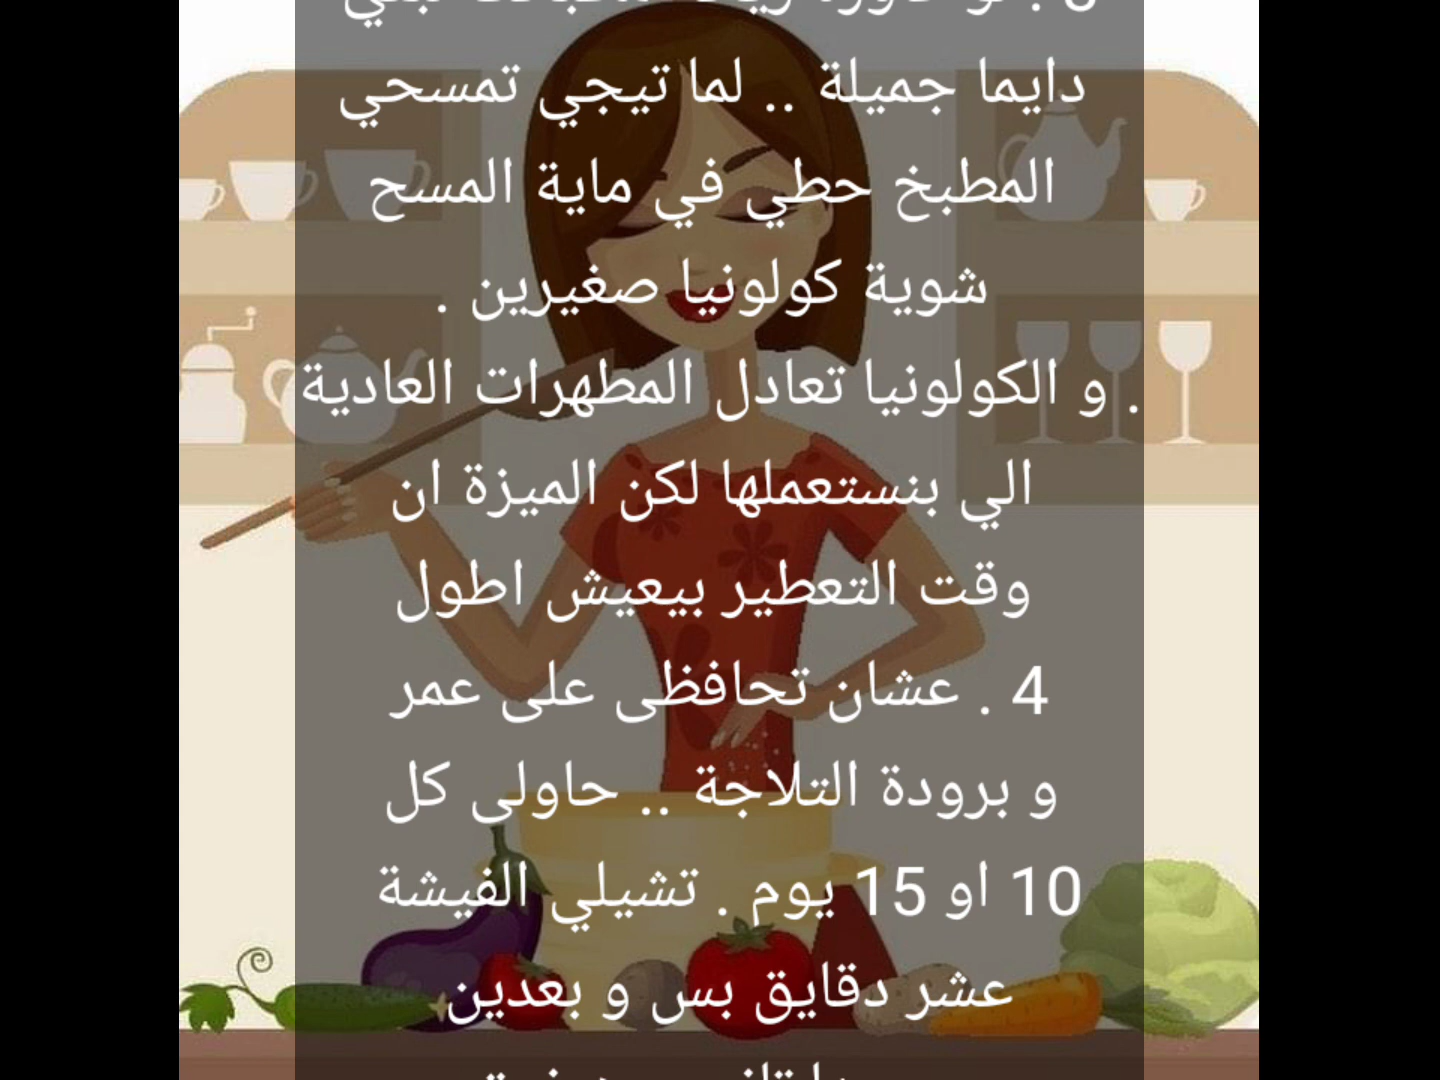 دايما جميلة .. لما تيجي تمسحي
المطبخ حطي في ماية المسح
شوية كولونيا صغيرين .
. و الكولونيا تعادل المطهرات العادية
الي بنستعملها لكن الميزة ان
وقت التعطير بيعيش اطول
4 . عشان تحافظى على عمر
و برودة التلاجة .. حاولى كل
10 او 15 يوم . تشيلي الفيشة
عشر دقايق بس و بعدين